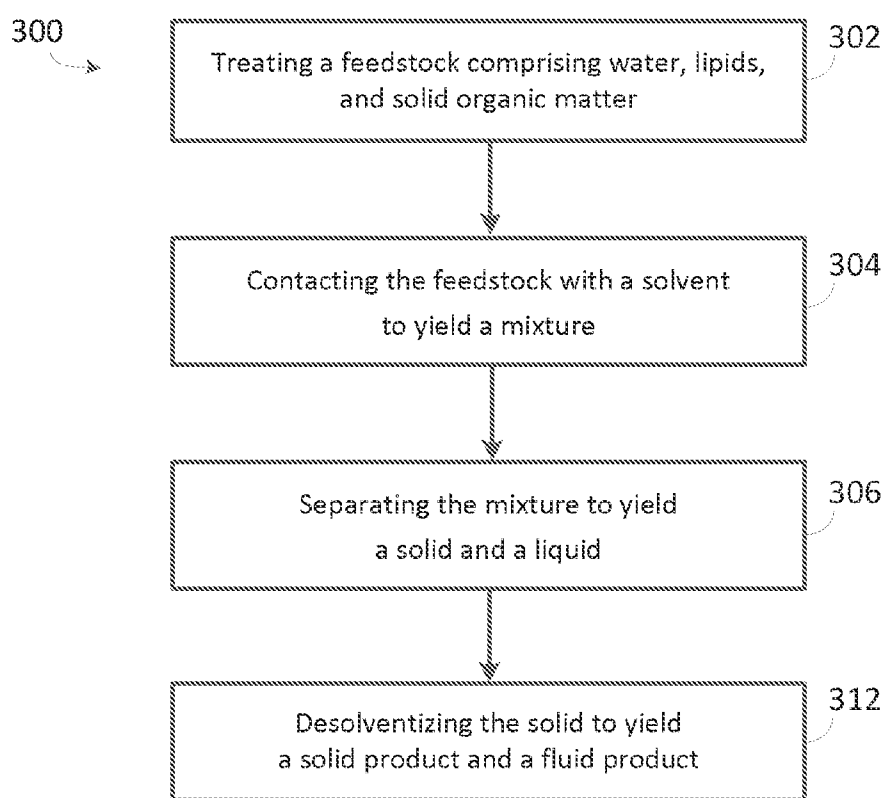 300
302
Treating a feedstock comprising water, lipids,
and solid organic matter
304
Contacting the feedstock with a solvent
to yield a mixture
306
Separating the mixture to yield
a solid and a liquid
312
Desolventizing the solid to yield
a solid product and a fluid product